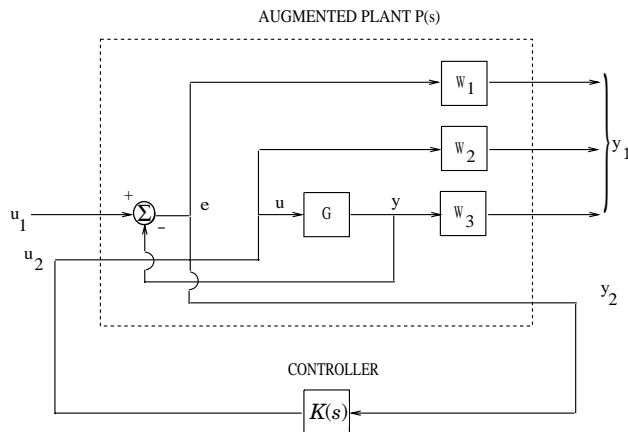 AUGMENTED PLANT P(s)
W1
W2
y1
+
Σ
e
u
G
y
W3
u1
−
u2
y2
CONTROLLER
K(s)